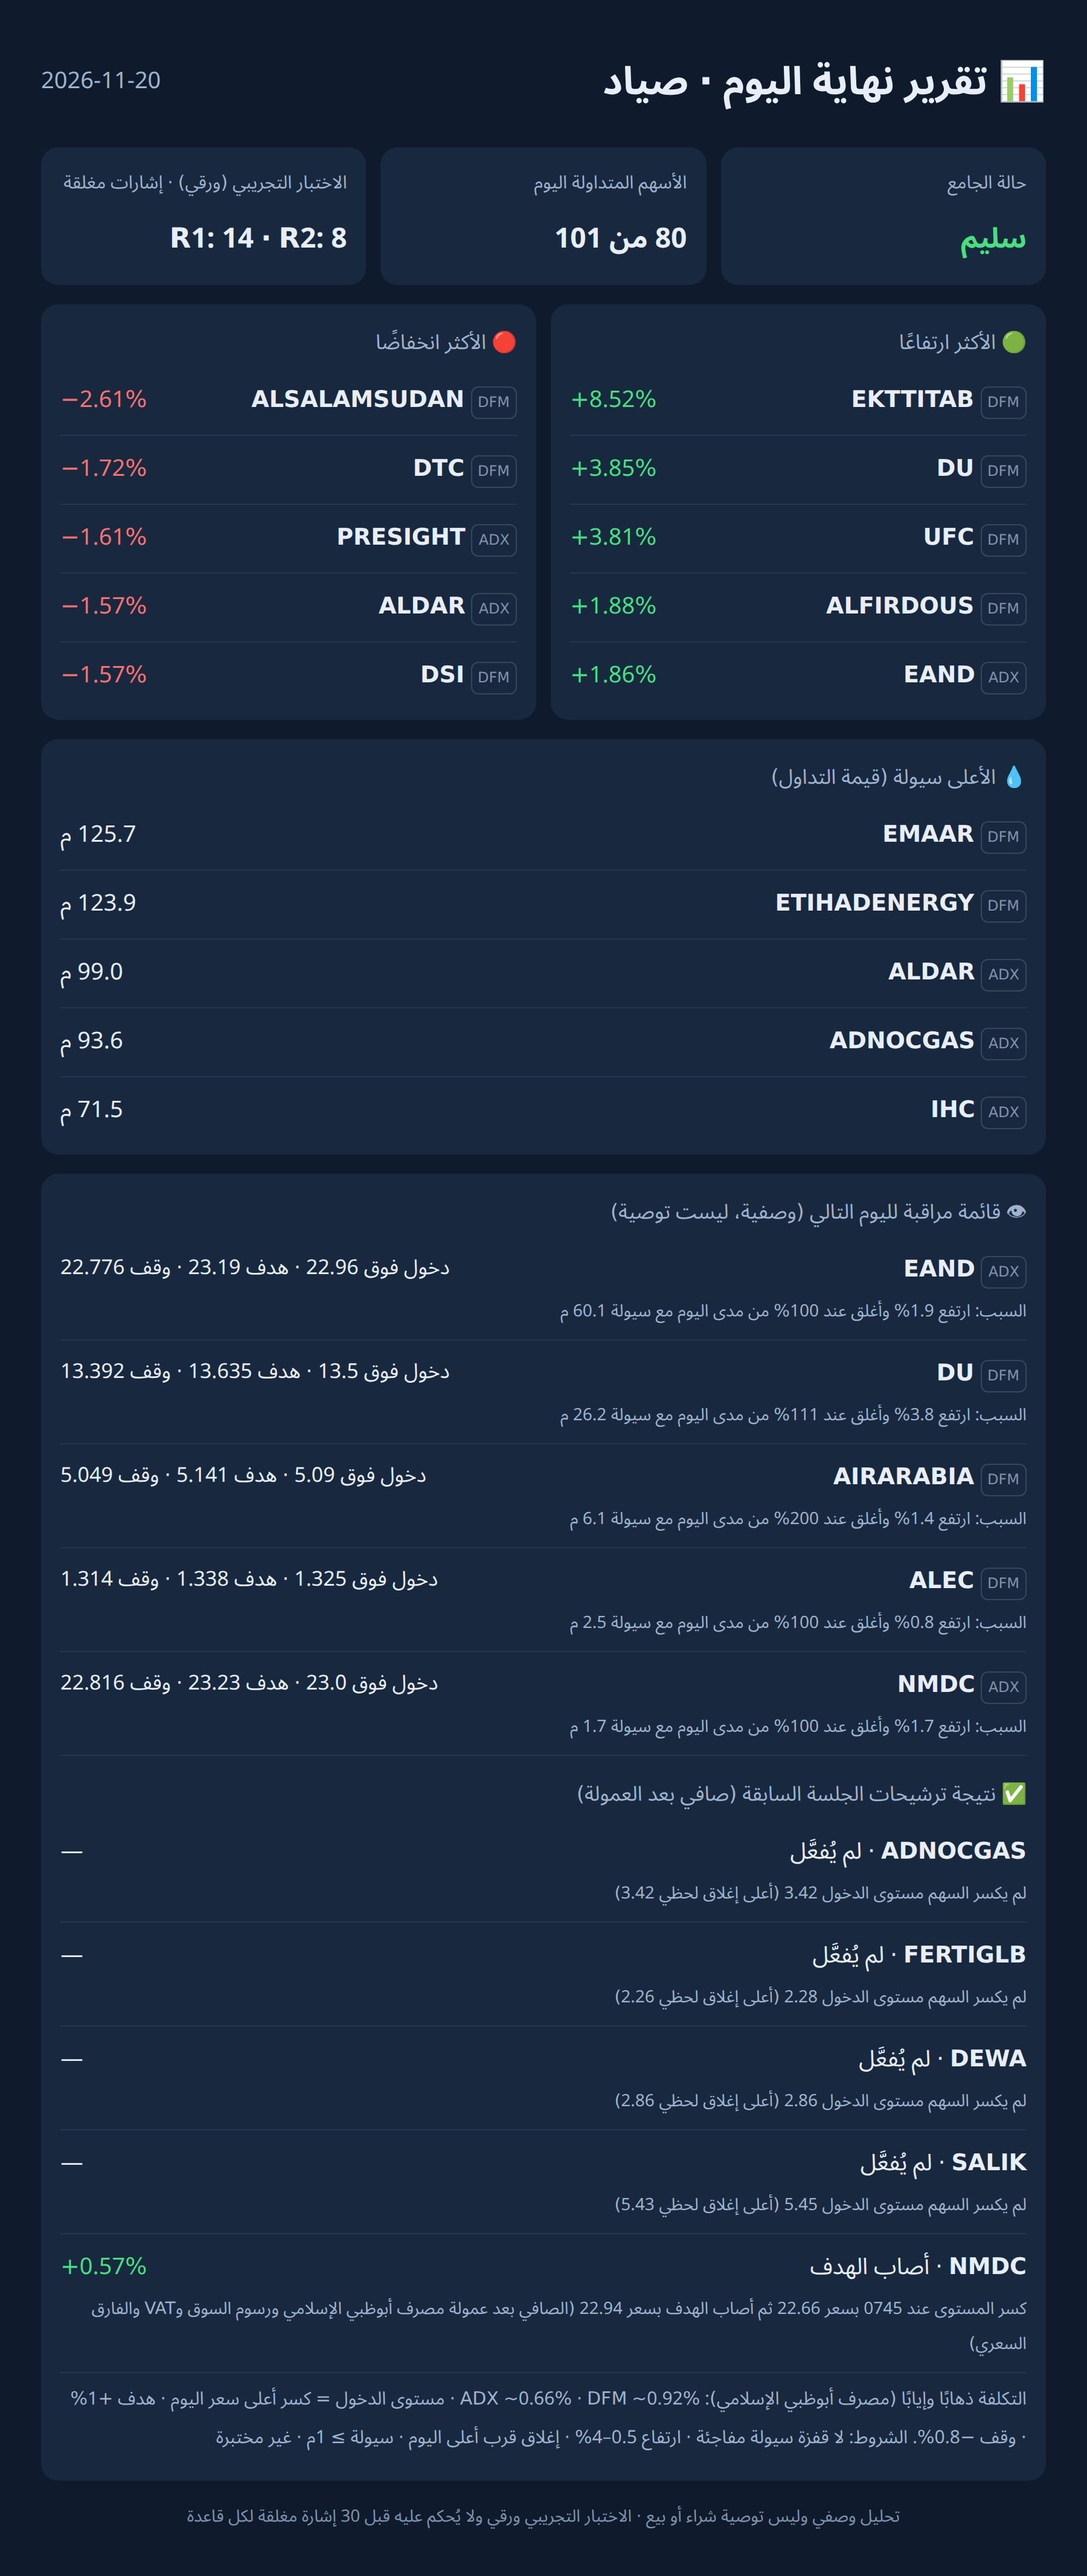 📊 تقرير نهاية اليوم · صياد
2026-11-20
حالة الجامع
سليم
الأسهم المتداولة اليوم
80 من 101
الاختبار التجريبي (ورقي) · إشارات مغلقة
R1: 14 · R2: 8
🟢 الأكثر ارتفاعًا
DFM EKTTITAB +8.52%
DFM DU +3.85%
DFM UFC +3.81%
DFM ALFIRDOUS +1.88%
ADX EAND +1.86%
🔴 الأكثر انخفاضًا
DFM ALSALAMSUDAN −2.61%
DFM DTC −1.72%
ADX PRESIGHT −1.61%
ADX ALDAR −1.57%
DFM DSI −1.57%
💧 الأعلى سيولة (قيمة التداول)
DFM EMAAR 125.7 م
DFM ETIHADENERGY 123.9 م
ADX ALDAR 99.0 م
ADX ADNOCGAS 93.6 م
ADX IHC 71.5 م
👁 قائمة مراقبة لليوم التالي (وصفية، ليست توصية)
ADX EAND دخول فوق 22.96 · هدف 23.19 · وقف 22.776
السبب: ارتفع 1.9% وأغلق عند 100% من مدى اليوم مع سيولة 60.1 م
DFM DU دخول فوق 13.5 · هدف 13.635 · وقف 13.392
السبب: ارتفع 3.8% وأغلق عند 111% من مدى اليوم مع سيولة 26.2 م
DFM AIRARABIA دخول فوق 5.09 · هدف 5.141 · وقف 5.049
السبب: ارتفع 1.4% وأغلق عند 200% من مدى اليوم مع سيولة 6.1 م
DFM ALEC دخول فوق 1.325 · هدف 1.338 · وقف 1.314
السبب: ارتفع 0.8% وأغلق عند 100% من مدى اليوم مع سيولة 2.5 م
ADX NMDC دخول فوق 23.0 · هدف 23.23 · وقف 22.816
السبب: ارتفع 1.7% وأغلق عند 100% من مدى اليوم مع سيولة 1.7 م
✅ نتيجة ترشيحات الجلسة السابقة (صافي بعد العمولة)
ADNOCGAS · لم يُفعَّل —
لم يكسر السهم مستوى الدخول 3.42 (أعلى إغلاق لحظي 3.42)
FERTIGLB · لم يُفعَّل —
لم يكسر السهم مستوى الدخول 2.28 (أعلى إغلاق لحظي 2.26)
DEWA · لم يُفعَّل —
لم يكسر السهم مستوى الدخول 2.86 (أعلى إغلاق لحظي 2.86)
SALIK · لم يُفعَّل —
لم يكسر السهم مستوى الدخول 5.45 (أعلى إغلاق لحظي 5.43)
NMDC · أصاب الهدف +0.57%
كسر المستوى عند 0745 بسعر 22.66 ثم أصاب الهدف بسعر 22.94 (الصافي بعد عمولة مصرف أبوظبي الإسلامي ورسوم السوق وVAT والفارق
السعري)
التكلفة ذهابًا وإيابًا (مصرف أبوظبي الإسلامي): ADX ~0.66% · DFM ~0.92% · مستوى الدخول = كسر أعلى سعر اليوم · هدف +1%
· وقف −0.8%. الشروط: لا قفزة سيولة مفاجئة · ارتفاع 0.5–4% · إغلاق قرب أعلى اليوم · سيولة ≥ 1م · غير مختبرة
تحليل وصفي وليس توصية شراء أو بيع · الاختبار التجريبي ورقي ولا يُحكم عليه قبل 30 إشارة مغلقة لكل قاعدة